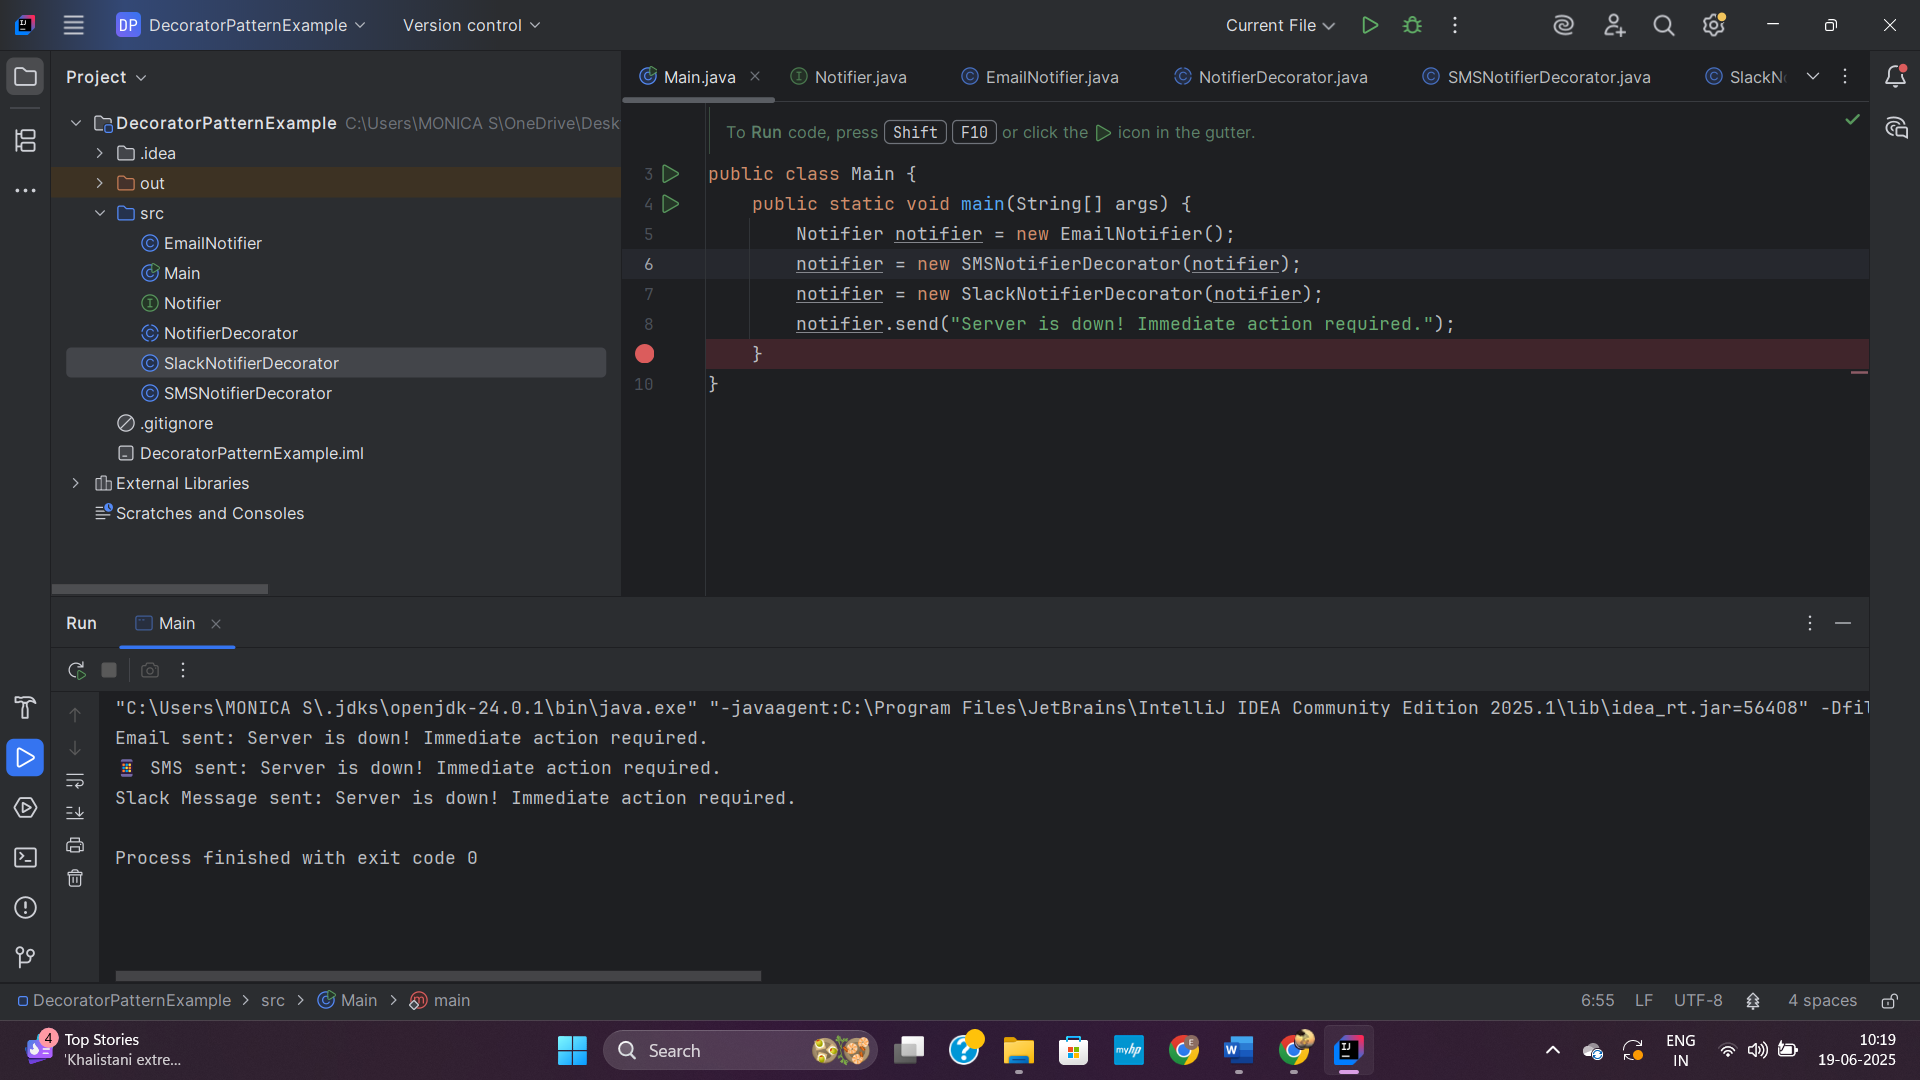 DP DecoratorPatternExample Version control Current File
Project
Main.java Notifier.java EmailNotifier.java NotifierDecorator.java SMSNotifierDecorator.java SlackN
DecoratorPatternExample C:\Users\MONICA S\OneDrive\Desk
.idea
out
src
EmailNotifier
Main
Notifier
NotifierDecorator
SlackNotifierDecorator
SMSNotifierDecorator
.gitignore
DecoratorPatternExample.iml
External Libraries
Scratches and Consoles
To Run code, press Shift F10 or click the icon in the gutter.
3 public class Main {
4 public static void main(String[] args) {
5 Notifier notifier = new EmailNotifier();
6 notifier = new SMSNotifierDecorator(notifier);
7 notifier = new SlackNotifierDecorator(notifier);
8 notifier.send("Server is down! Immediate action required.");
}
10 }
Run Main
"C:\Users\MONICA S\.jdks\openjdk-24.0.1\bin\java.exe" "-javaagent:C:\Program Files\JetBrains\IntelliJ IDEA Community Edition 2025.1\lib\idea_rt.jar=56408" -Dfil
Email sent: Server is down! Immediate action required.
SMS sent: Server is down! Immediate action required.
Slack Message sent: Server is down! Immediate action required.
Process finished with exit code 0
DecoratorPatternExample > src > Main > main 6:55 LF UTF-8 4 spaces
4 Top Stories
'Khalistani extre...
Search
myhp
ENG
IN
10:19
19-06-2025